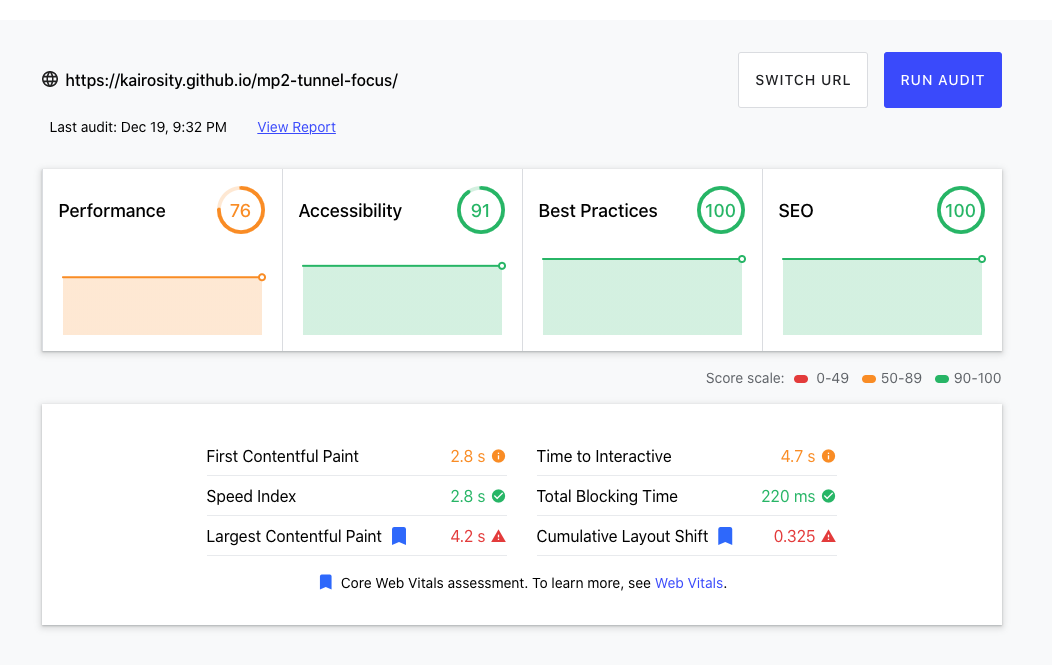 https://kairosity.github.io/mp2-tunnel-focus/
SWITCH URL
RUN AUDIT
Last audit: Dec 19, 9:32 PM
View Report
Performance
76
Accessibility
91
Best Practices
100
SEO
100
Score scale:
0-49
50-89
90-100
First Contentful Paint
2.8 s
Time to Interactive
4.7 s
Speed Index
2.8 s
Total Blocking Time
220 ms
Largest Contentful Paint
4.2 s
Cumulative Layout Shift
0.325
Core Web Vitals assessment. To learn more, see Web Vitals.